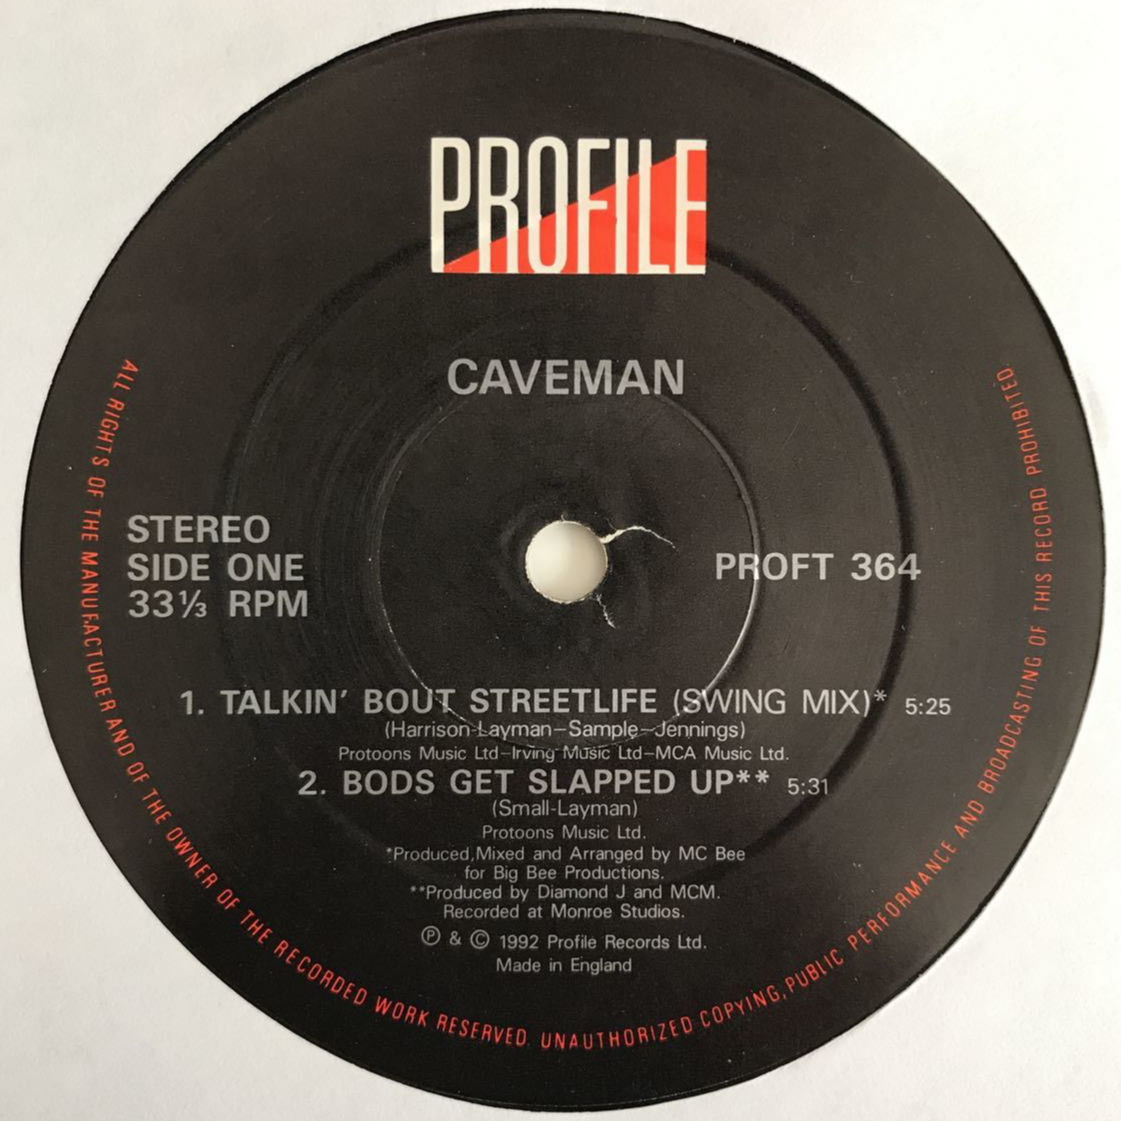 PROFILE
CAVEMAN
STEREO
SIDE ONE
33⅓ RPM
PROFT 364
1. TALKIN' BOUT STREETLIFE (SWING MIX)* 5:25
(Harrison-Layman-Sample-Jennings)
Protoons Music Ltd-Irving Music Ltd-MCA Music Ltd.
2. BODS GET SLAPPED UP** 5:31
(Small-Layman)
Protoons Music Ltd.
*Produced,Mixed and Arranged by MC Bee
for Big Bee Productions.
**Produced by Diamond J and MCM.
Recorded at Monroe Studios.
℗ & © 1992 Profile Records Ltd.
Made in England
ALL RIGHTS OF THE MANUFACTURER AND OF THE OWNER OF THE RECORDED WORK RESERVED. UNAUTHORIZED COPYING, PUBLIC PERFORMANCE AND BROADCASTING OF THIS RECORD PROHIBITED